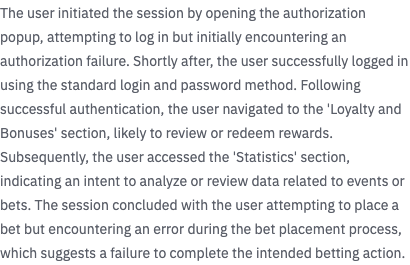 The user initiated the session by opening the authorization
popup, attempting to log in but initially encountering an
authorization failure. Shortly after, the user successfully logged in
using the standard login and password method. Following
successful authentication, the user navigated to the 'Loyalty and
Bonuses' section, likely to review or redeem rewards.
Subsequently, the user accessed the 'Statistics' section,
indicating an intent to analyze or review data related to events or
bets. The session concluded with the user attempting to place a
bet but encountering an error during the bet placement process,
which suggests a failure to complete the intended betting action.